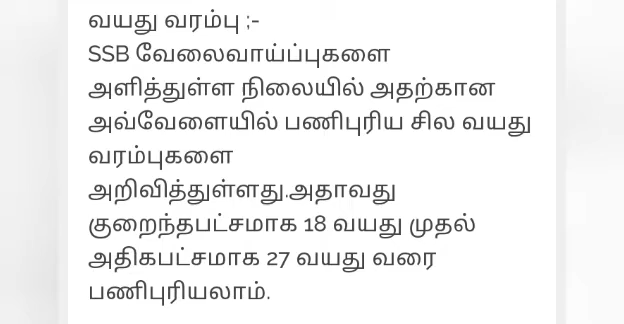 வயது வரம்பு ;-
SSB வேலைவாய்ப்புகளை
அளித்துள்ள நிலையில் அதற்கான
அவ்வேளையில் பணிபுரிய சில வயது
வரம்புகளை
அறிவித்துள்ளது.அதாவது
குறைந்தபட்சமாக 18 வயது முதல்
அதிகபட்சமாக 27 வயது வரை
பணிபுரியலாம்.